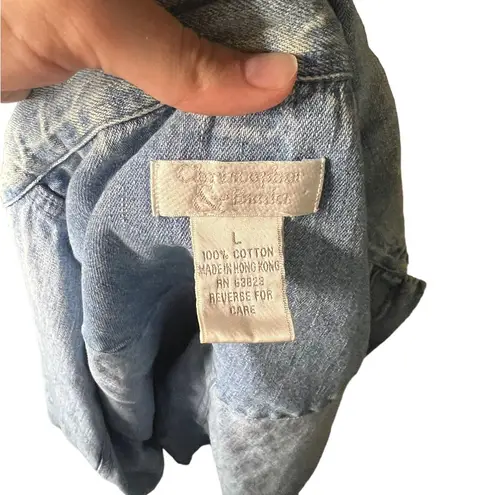 Christopher
& Banks
L
100% COTTON
MADE IN HONG KONG
RN 63828
REVERSE FOR
CARE